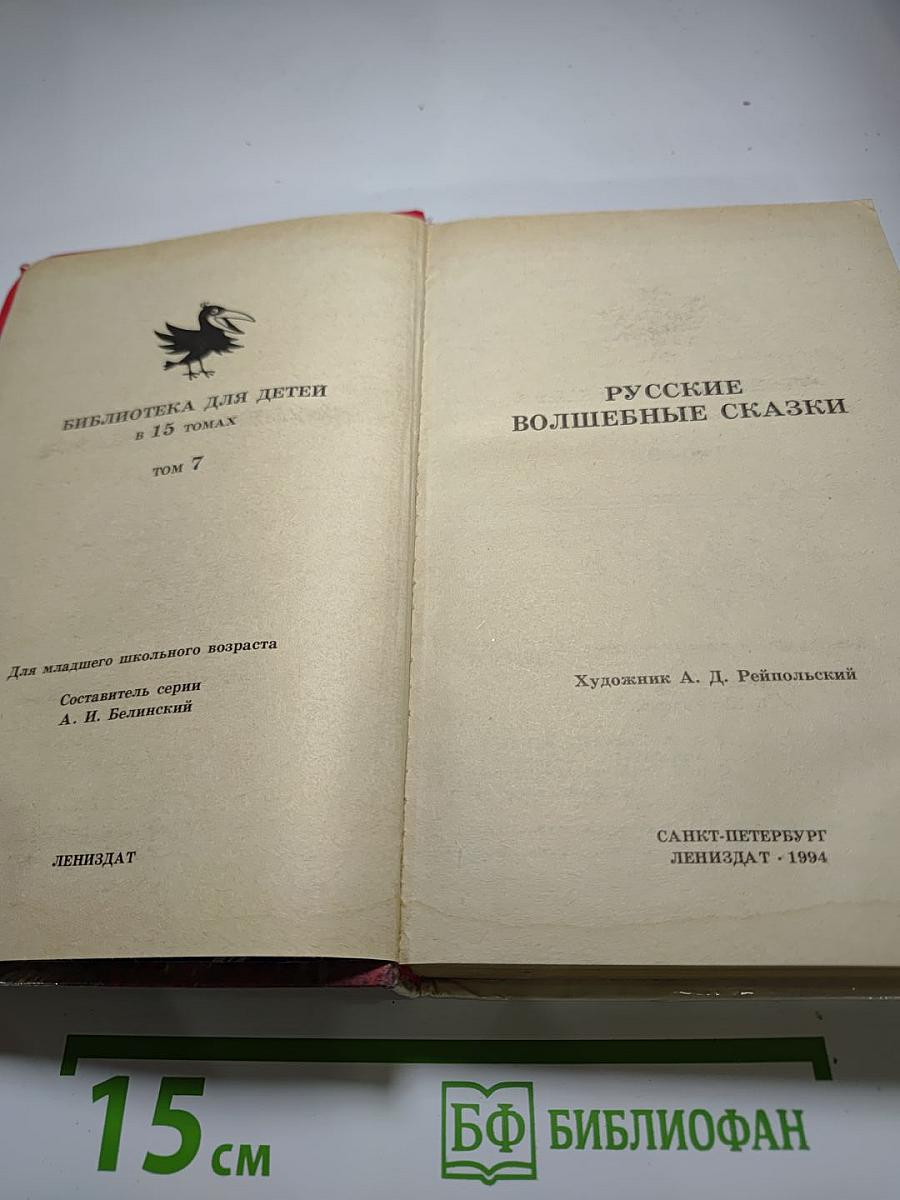 БИБЛИОТЕКА ДЛЯ ДЕТЕЙ
В 15 ТОМАХ
ТОМ 7
Для младшего школьного возраста
Составитель серии
А. И. Белинский
ЛЕНИЗДАТ
РУССКИЕ
ВОЛШЕБНЫЕ СКАЗКИ
Художник А. Д. Рейпольский
САНКТ-ПЕТЕРБУРГ
ЛЕНИЗДАТ · 1994
15 см
БФ БИБЛИОФАН